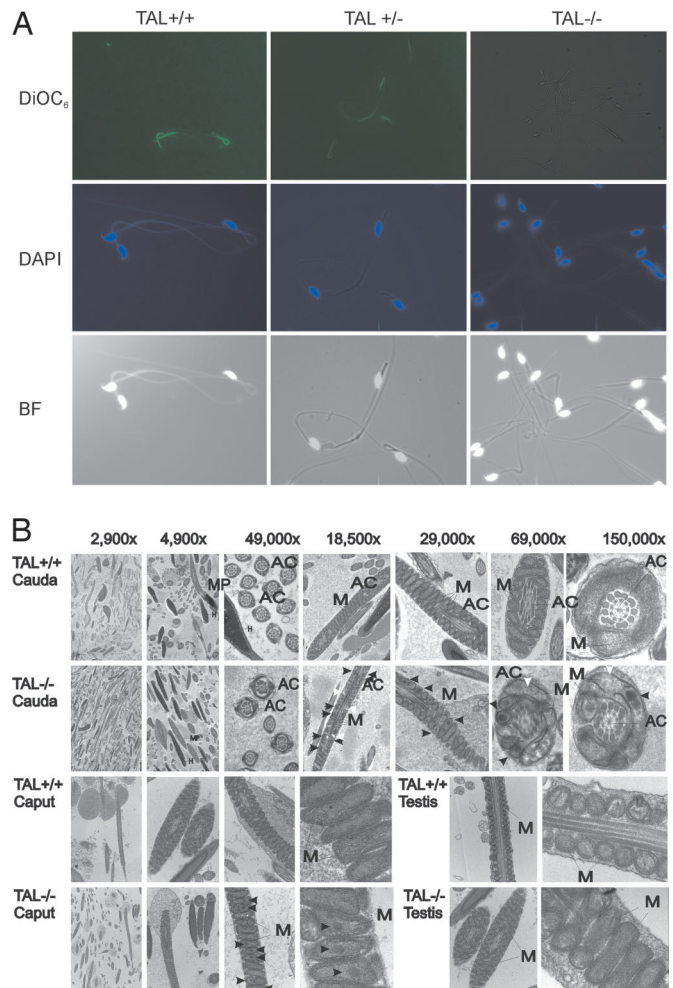 A
TAL+/+ TAL +/- TAL-/-
DiOC6
DAPI
BF
B
2,900x 4,900x 49,000x 18,500x 29,000x 69,000x 150,000x
TAL+/+
Cauda
MP H H AC AC M AC M AC M AC AC M
TAL-/-
Cauda
MP H AC AC AC M M AC M M AC
TAL+/+
Caput
M
TAL+/+
Testis
M M
TAL-/-
Caput
M M
TAL-/-
Testis
M M